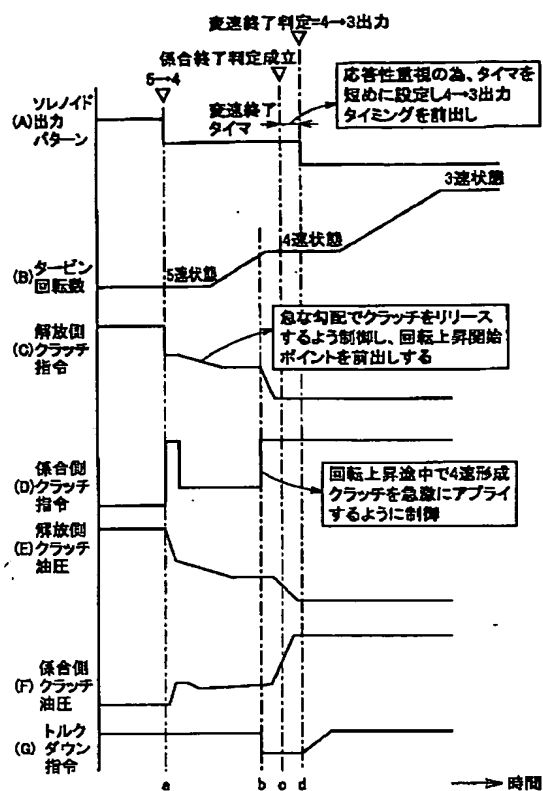 変速終了判定=4→3出力
係合終了判定成立
5→4
ソレノイド
(A)出力
パターン
変速終了
タイマ
応答性重視の為、タイマを
短めに設定し4→3出力
タイミングを前出し
3速状態
4速状態
5速状態
(B)タービン
回転数
解放側
(C)クラッチ
指令
急な勾配でクラッチをリリース
するよう制御し、回転上昇開始
ポイントを前出しする
係合側
(D)クラッチ
指令
回転上昇途中で4速形成
クラッチを急激にアプライ
するように制御
解放側
(E)クラッチ
油圧
係合側
(F)クラッチ
油圧
トルク
(G)ダウン
指令
a b c d
時間